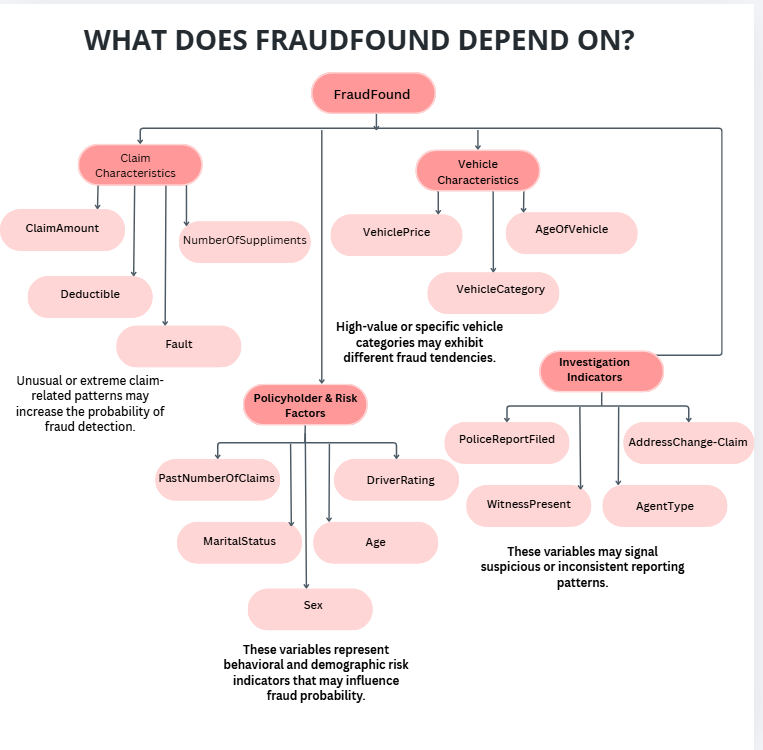 WHAT DOES FRAUDFOUND DEPEND ON?
FraudFound
Claim
Characteristics
ClaimAmount
NumberOfSuppliments
Deductible
Fault
Unusual or extreme claim-
related patterns may
increase the probability of
fraud detection.
Vehicle
Characteristics
VehiclePrice
AgeOfVehicle
VehicleCategory
High-value or specific vehicle
categories may exhibit
different fraud tendencies.
Policyholder & Risk
Factors
PastNumberOfClaims
DriverRating
MaritalStatus
Age
Sex
These variables represent
behavioral and demographic risk
indicators that may influence
fraud probability.
Investigation
Indicators
PoliceReportFiled
AddressChange-Claim
WitnessPresent
AgentType
These variables may signal
suspicious or inconsistent reporting
patterns.